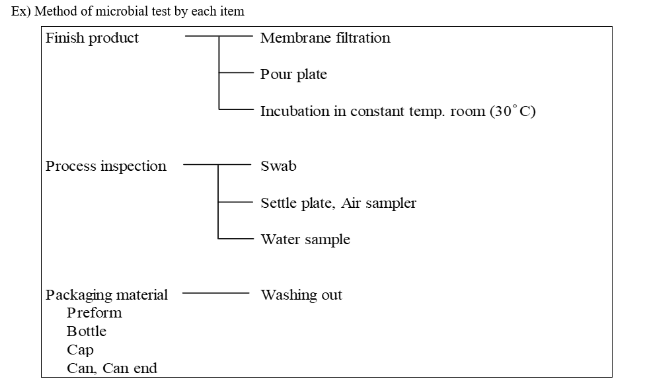 Ex) Method of microbial test by each item
Finish product Membrane filtration
Pour plate
Incubation in constant temp. room (30°C)
Process inspection Swab
Settle plate, Air sampler
Water sample
Packaging material Washing out
Preform
Bottle
Cap
Can, Can end